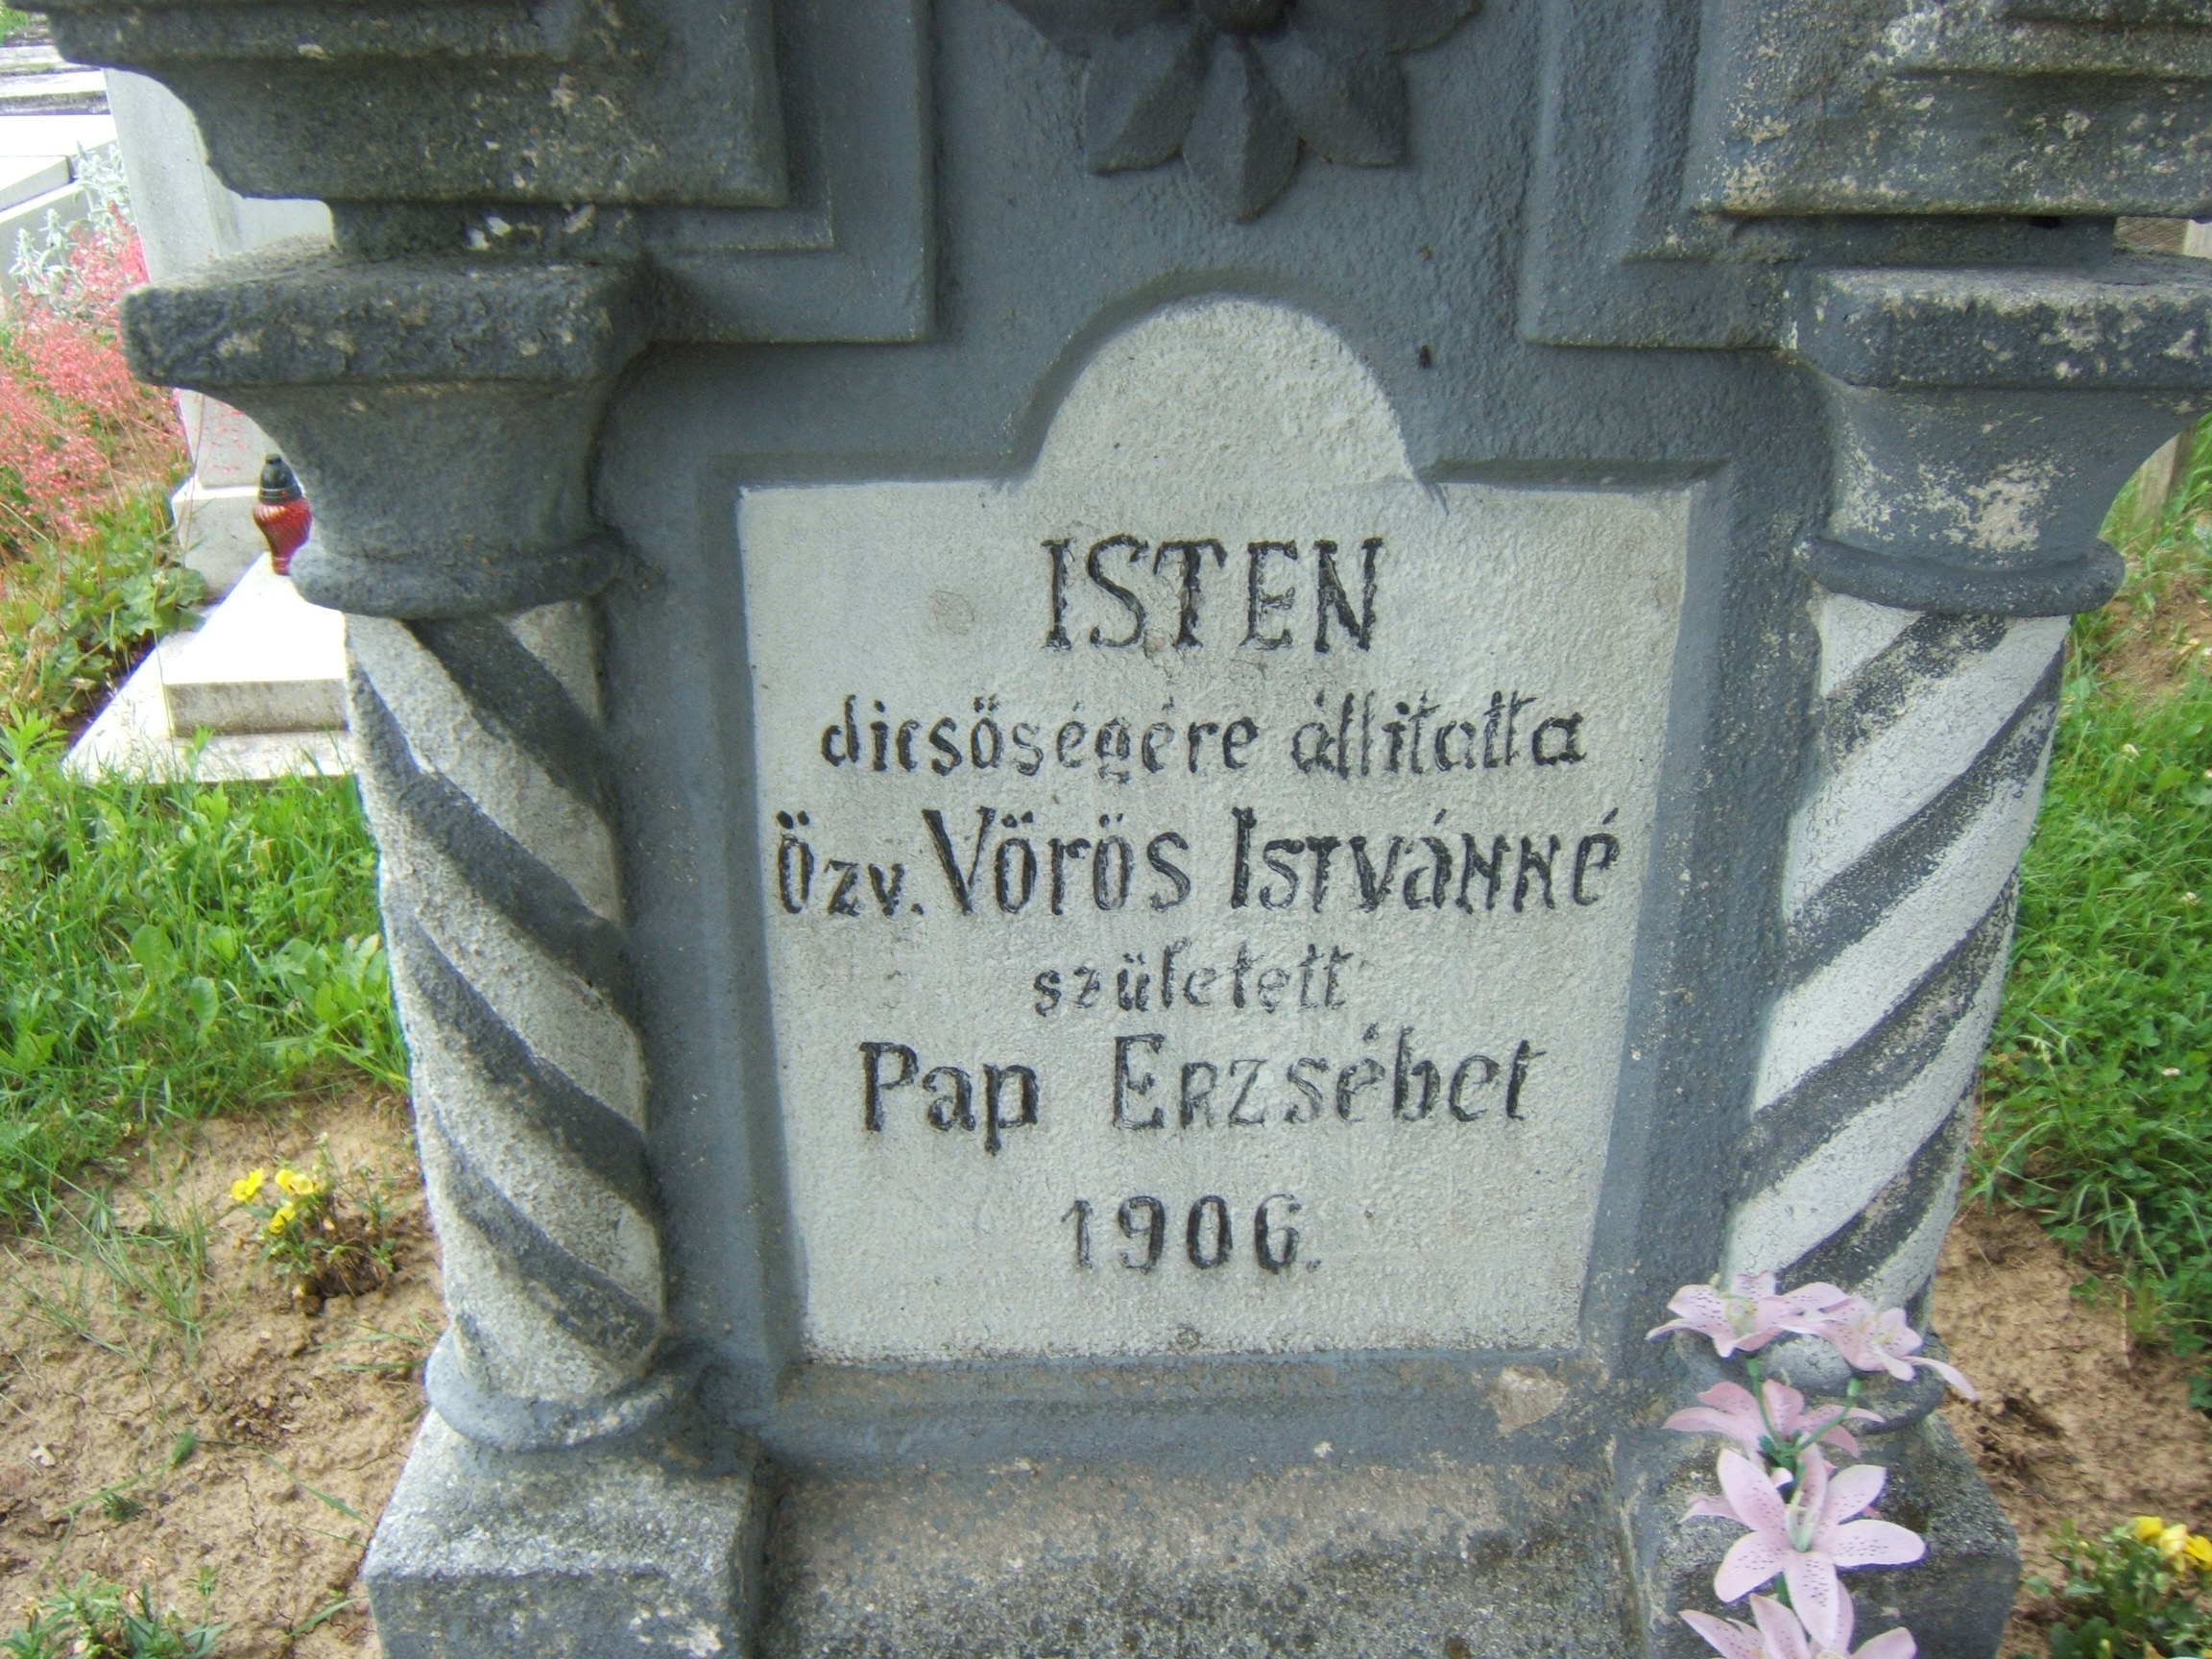 ISTEN
dicsőségére állitatta
Özv. Vörös Istvánné
született
Pap Erzsébet
1906.